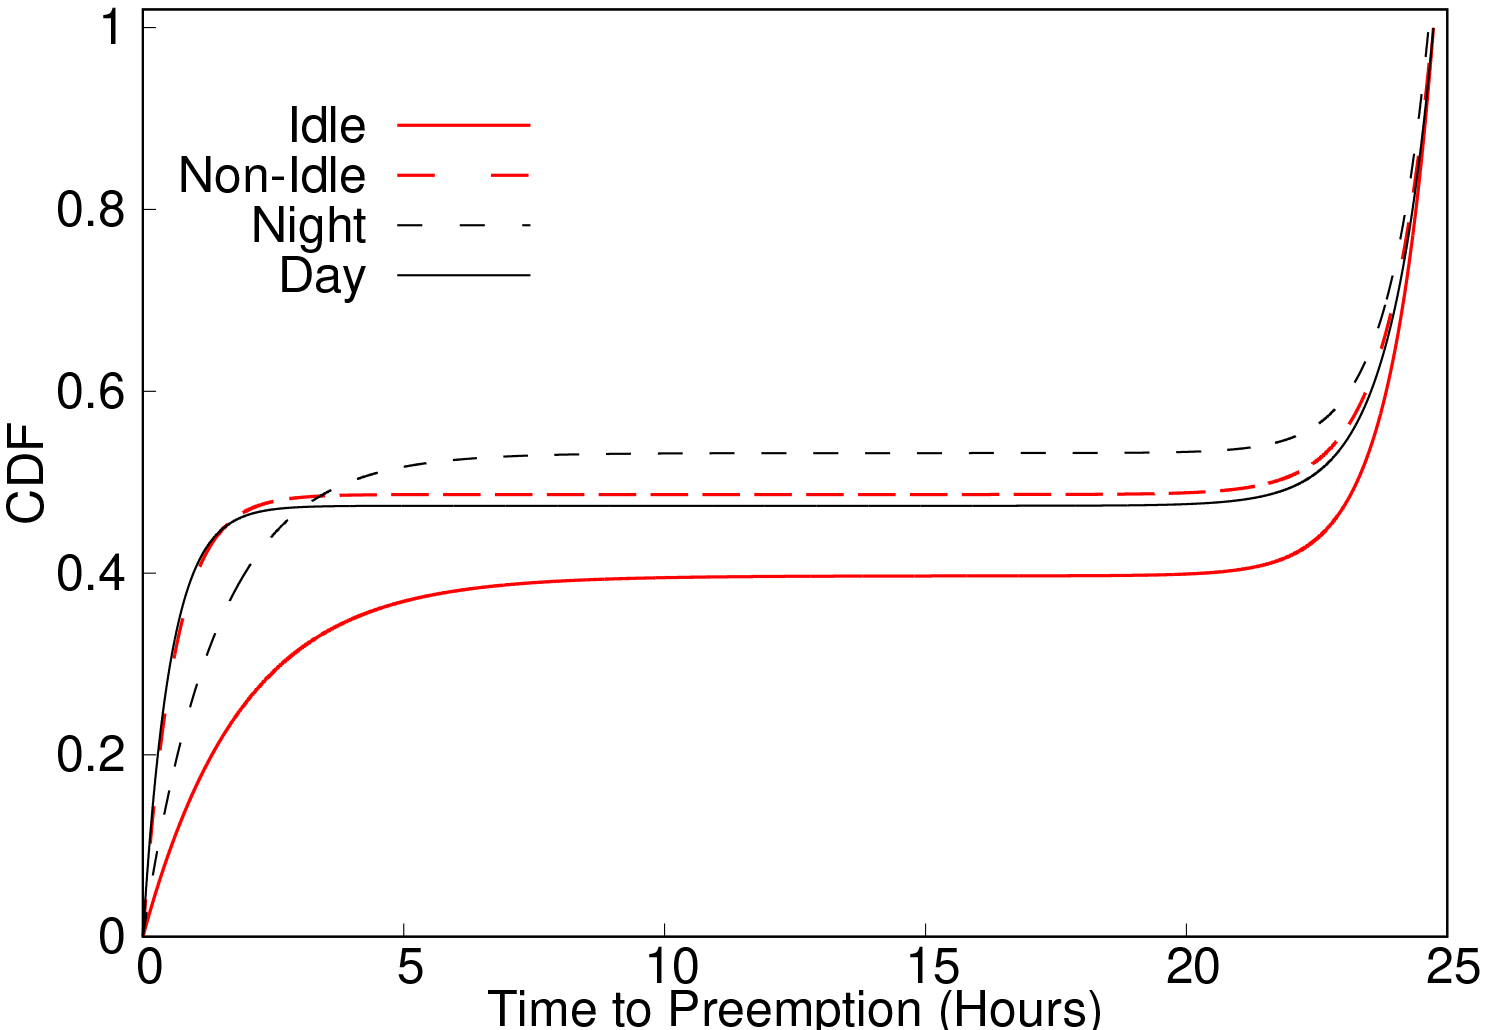 1
0.8
0.6
0.4
0.2
0
CDF
Idle
Non-Idle
Night
Day
0 5 10 15 20 25
Time to Preemption (Hours)